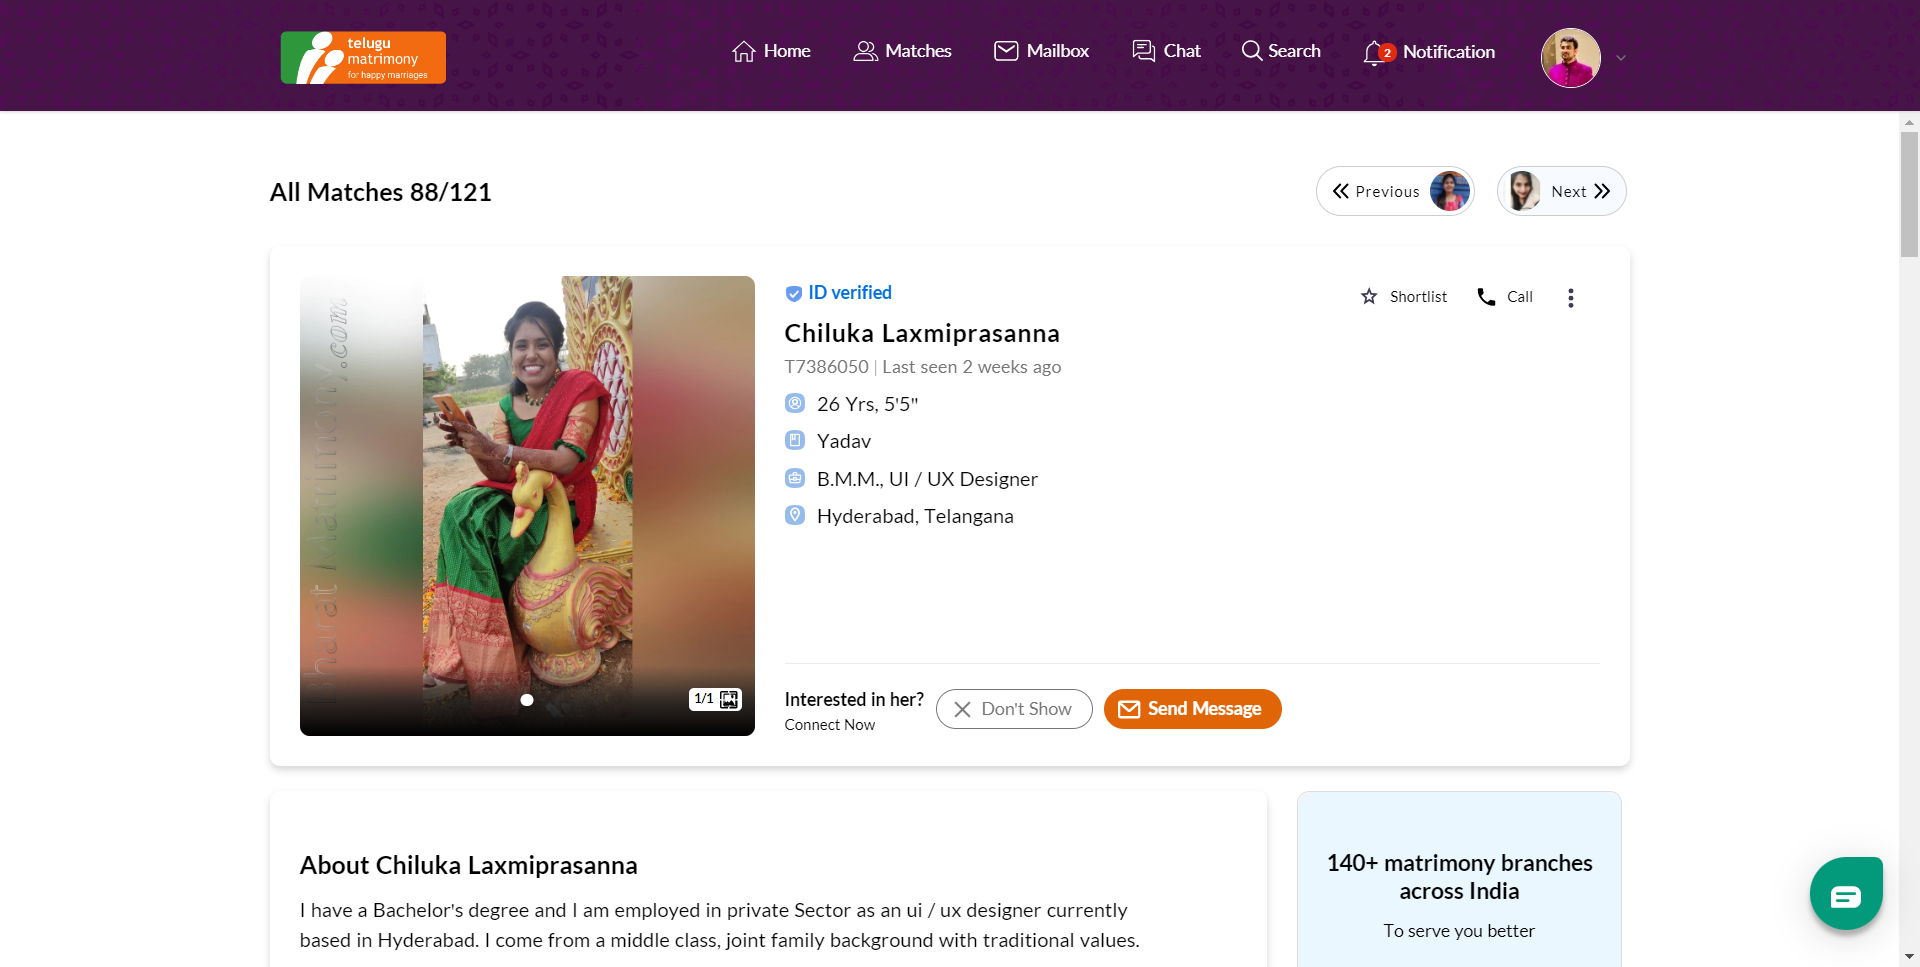 telugu
matrimony
for happy marriages
Home
Matches
Mailbox
Chat
Search
2
Notification
All Matches 88/121
Previous
Next
Bharat Matrimony.com
ID verified
Shortlist
Call
Chiluka Laxmiprasanna
T7386050 | Last seen 2 weeks ago
26 Yrs, 5'5"
Yadav
B.M.M., UI / UX Designer
Hyderabad, Telangana
1/1
Interested in her?
Connect Now
Don't Show
Send Message
About Chiluka Laxmiprasanna
I have a Bachelor's degree and I am employed in private Sector as an ui / ux designer currently
based in Hyderabad. I come from a middle class, joint family background with traditional values.
140+ matrimony branches
across India
To serve you better